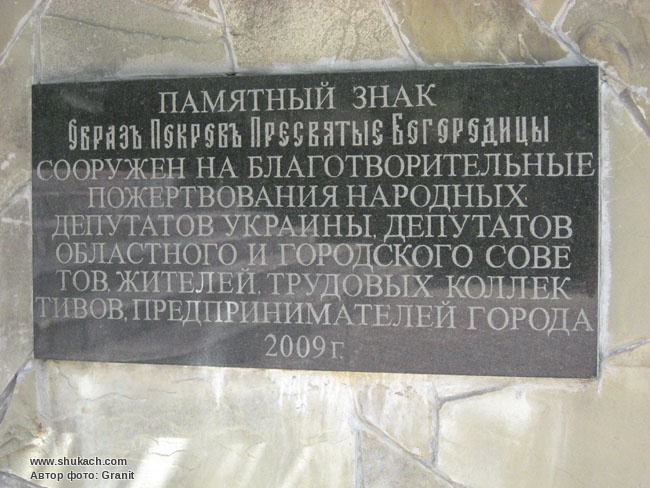 ПАМЯТНЫЙ ЗНАК
Образъ Покровъ Пресвятые Богородицы
СООРУЖЕН НА БЛАГОТВОРИТЕЛЬНЫЕ
ПОЖЕРТВОВАНИЯ НАРОДНЫХ
ДЕПУТАТОВ УКРАИНЫ, ДЕПУТАТОВ
ОБЛАСТНОГО И ГОРОДСКОГО СОВЕ
ТОВ, ЖИТЕЛЕЙ, ТРУДОВЫХ КОЛЛЕК
ТИВОВ, ПРЕДПРИНИМАТЕЛЕЙ ГОРОДА
2009 г.
www.shukach.com
Автор фото: Granit